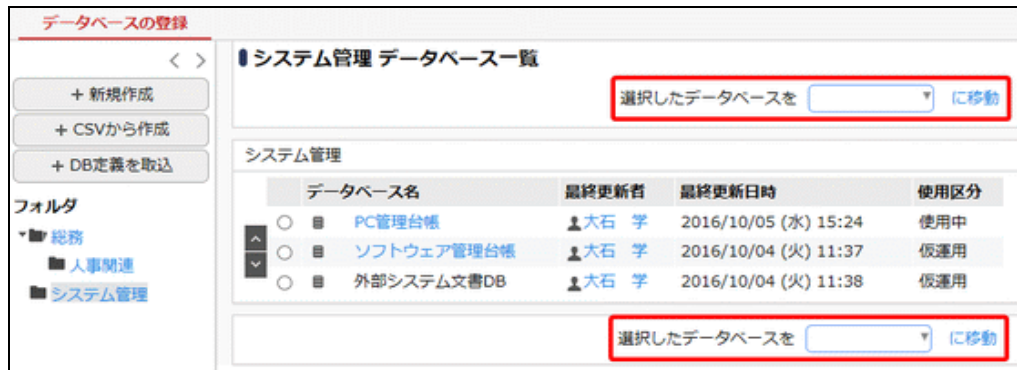 データベースの登録
< >
+ 新規作成
+ CSVから作成
+ DB定義を取込
フォルダ
総務
人事関連
システム管理
システム管理 データベース一覧
選択したデータベースを に移動
システム管理
データベース名 最終更新者 最終更新日時 使用区分
PC管理台帳 大石 学 2016/10/05 (水) 15:24 使用中
ソフトウェア管理台帳 大石 学 2016/10/04 (火) 11:37 仮運用
外部システム文書DB 大石 学 2016/10/04 (火) 11:38 仮運用
選択したデータベースを に移動